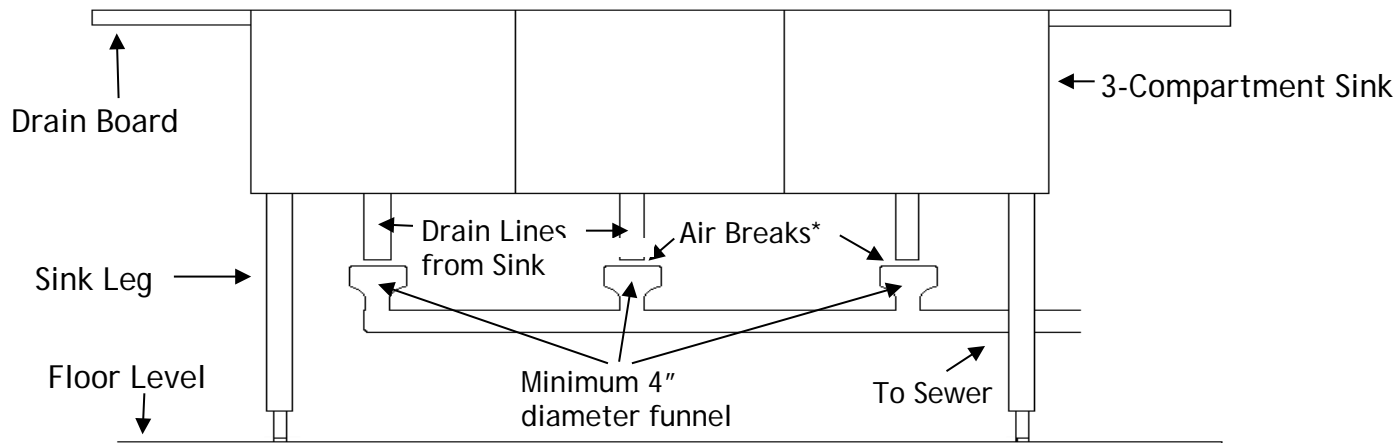 3-Compartment Sink
Drain Board
Drain Lines
from Sink
Air Breaks*
Sink Leg
Floor Level
Minimum 4″
diameter funnel
To Sewer